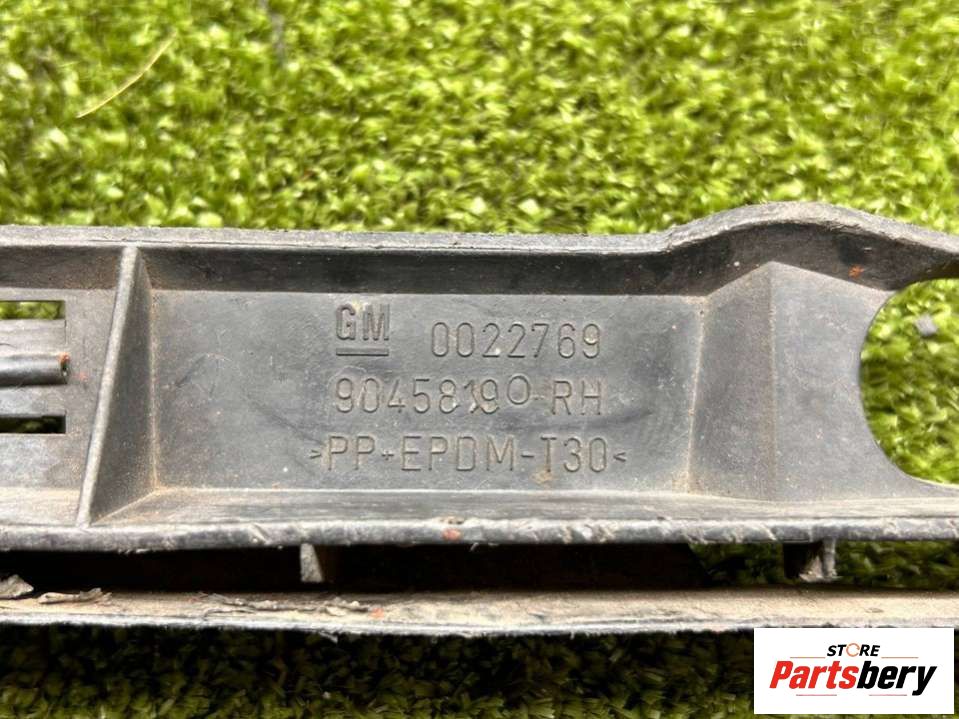 GM 0022769
90458190 RH
>PP+EPDM-T30<
STORE
Partsbery